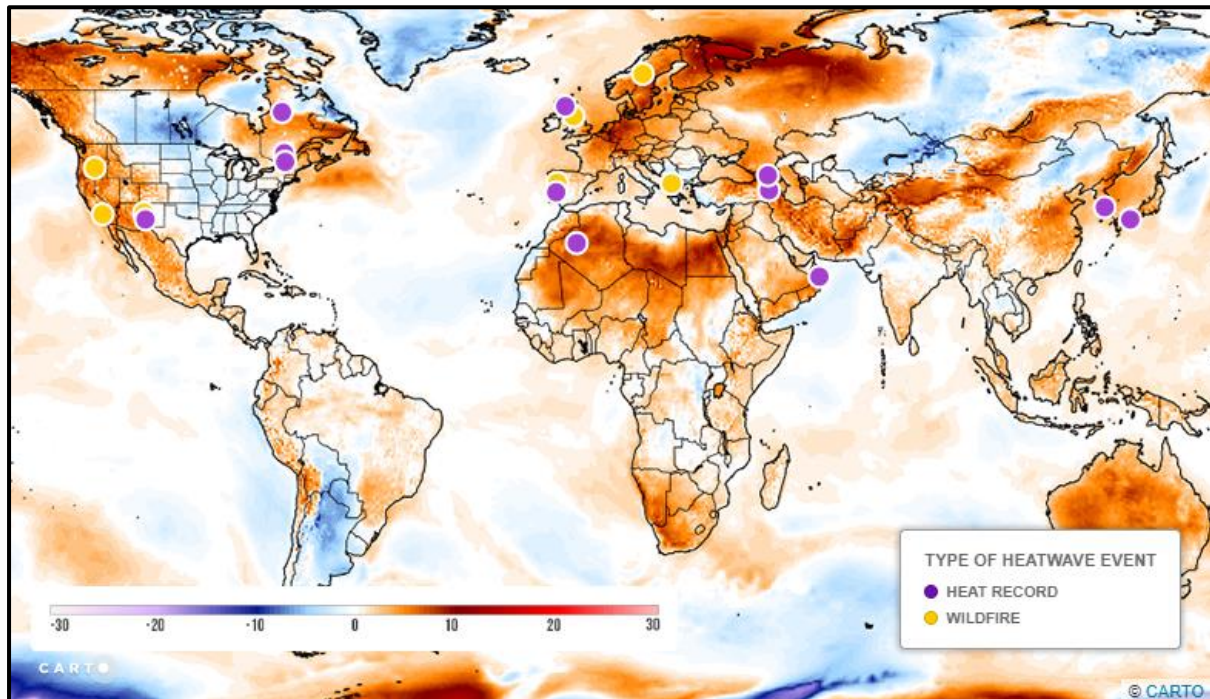 TYPE OF HEATWAVE EVENT
HEAT RECORD
WILDFIRE
-30 -20 -10 0 10 20 30
CARTO
© CARTO